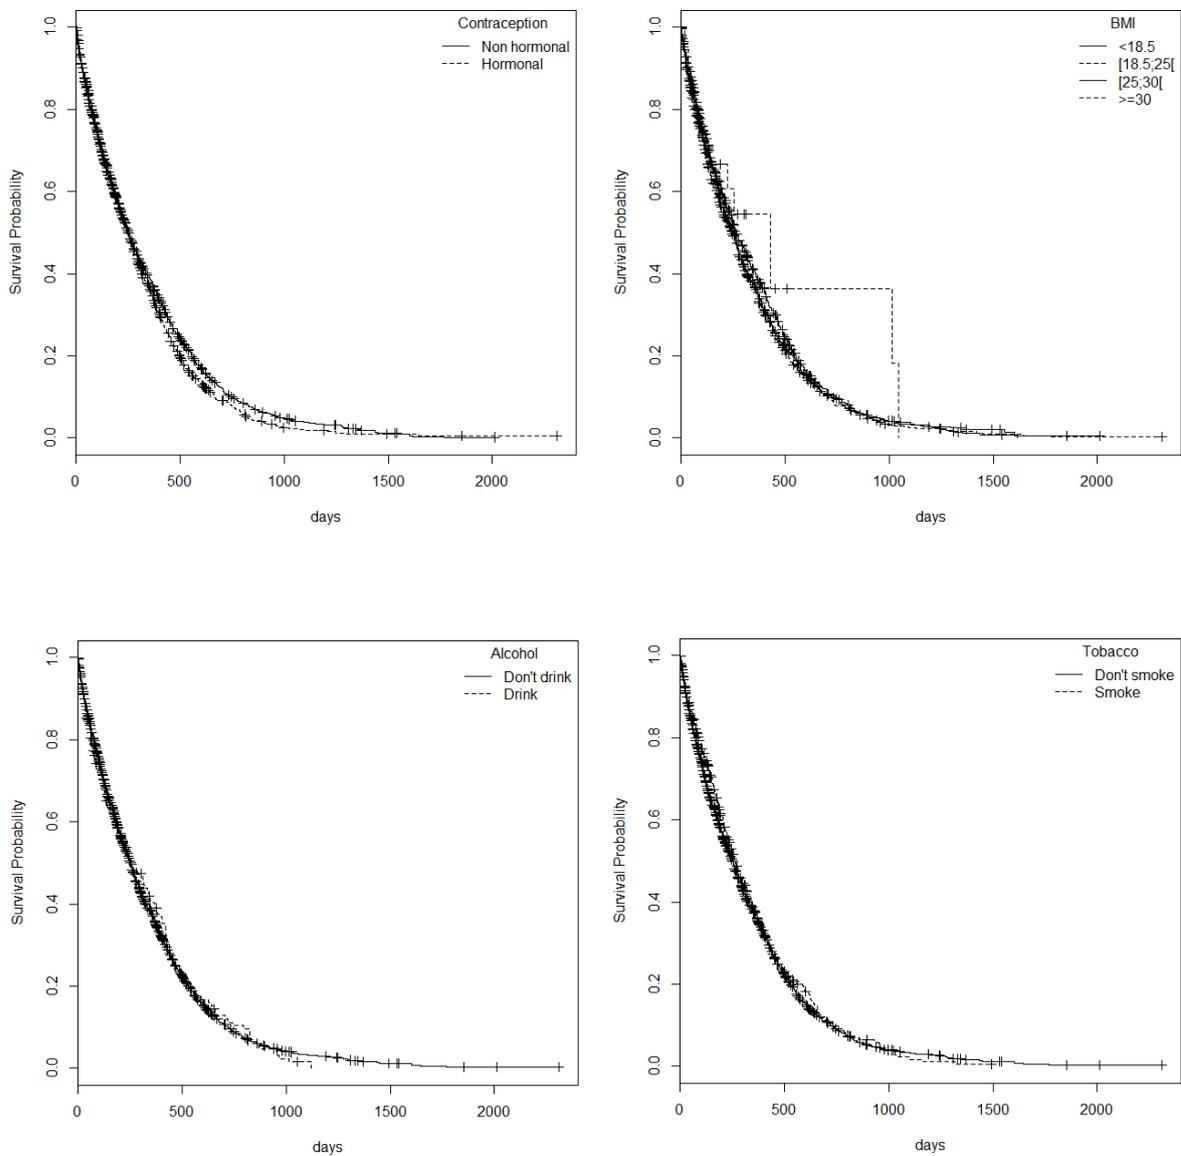 Contraception
Non hormonal
Hormonal
Survival Probability
1.0
0.8
0.6
0.4
0.2
0.0
0 500 1000 1500 2000
days
BMI
<18.5
[18.5;25[
[25;30[
>=30
Survival Probability
1.0
0.8
0.6
0.4
0.2
0.0
0 500 1000 1500 2000
days
Alcohol
Don't drink
Drink
Survival Probability
1.0
0.8
0.6
0.4
0.2
0.0
0 500 1000 1500 2000
days
Tobacco
Don't smoke
Smoke
Survival Probability
1.0
0.8
0.6
0.4
0.2
0.0
0 500 1000 1500 2000
days